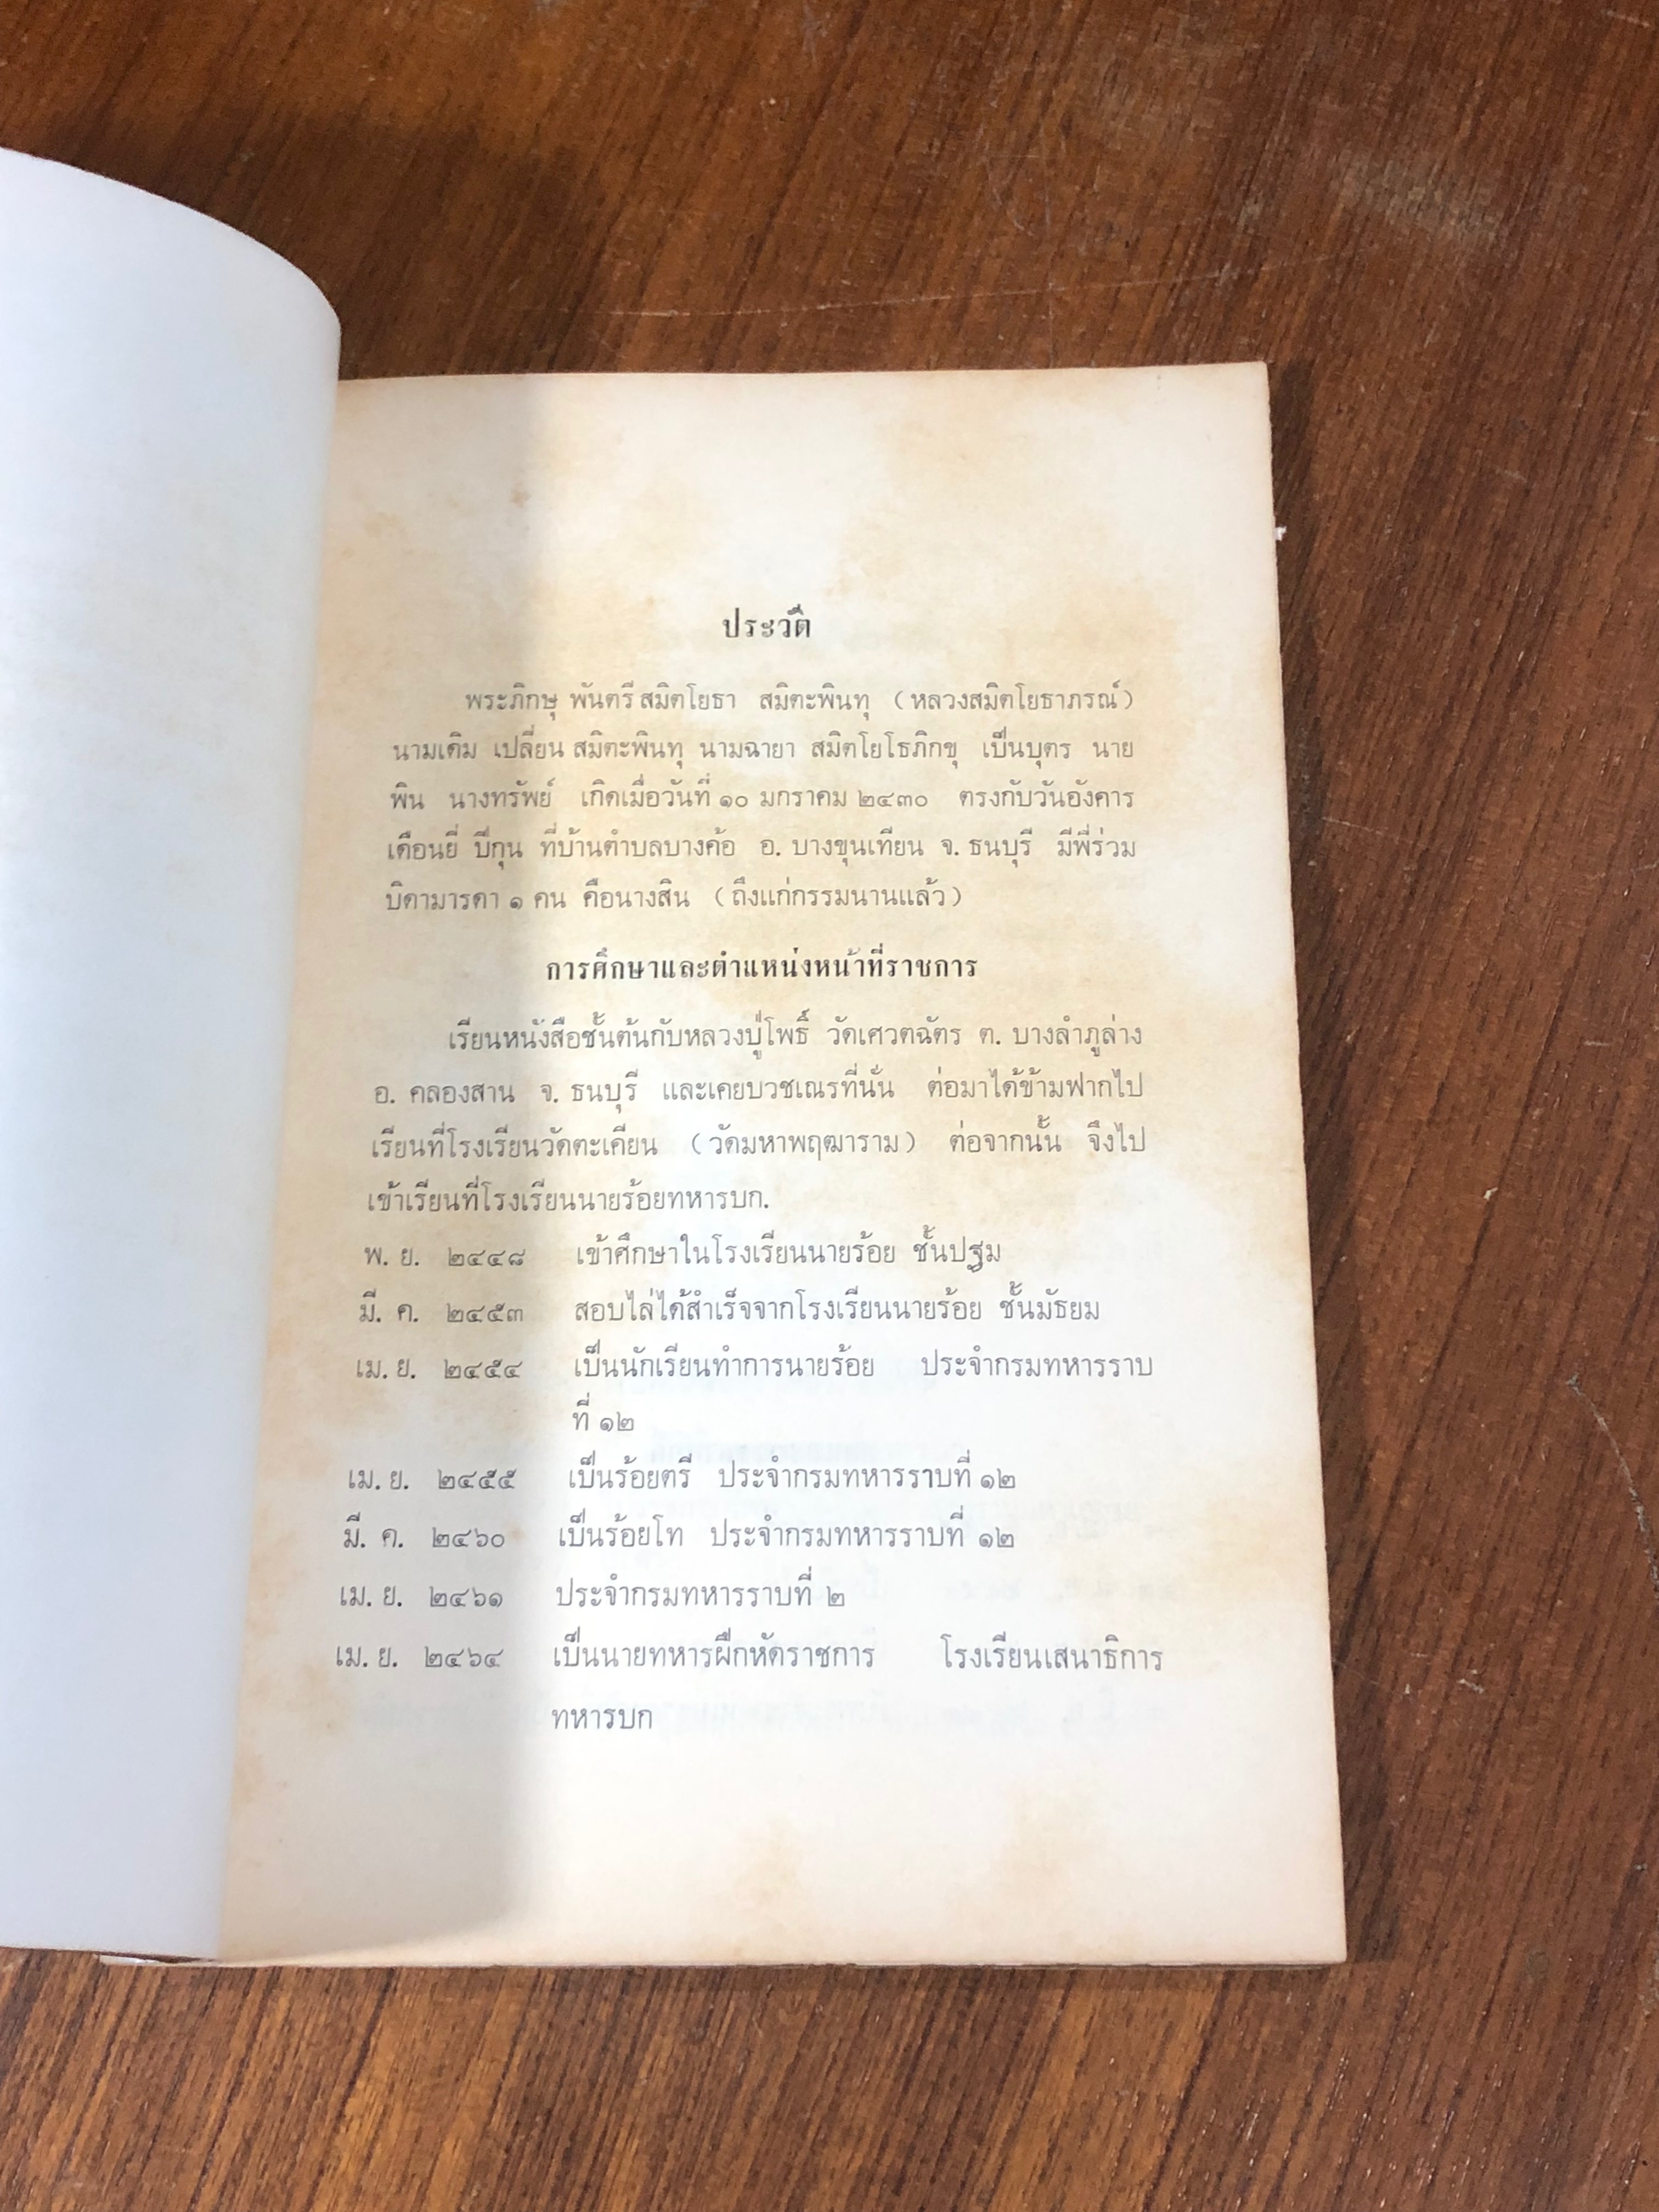 ประวัติ
พระภิกษุ พันตรี สมิตโยธา สมิตะพินทุ (หลวงสมิตโยธาภรณ์)
นามเดิม เปลี่ยน สมิตะพินทุ นามฉายา สมิตโยโธภิกขุ เป็นบุตร นาย
พิน นางทรัพย์ เกิดเมื่อวันที่ ๑๐ มกราคม ๒๔๓๐ ตรงกับวันอังคาร
เดือนยี่ ปีกุน ที่บ้านตำบลบางค้อ อ. บางขุนเทียน จ. ธนบุรี มีพี่ร่วม
บิดามารดา ๑ คน คือนางสิน (ถึงแก่กรรมนานแล้ว)
การศึกษาและตำแหน่งหน้าที่ราชการ
เรียนหนังสือชั้นต้นกับหลวงปู่โพธิ์ วัดเศวตฉัตร ต. บางลำภูล่าง
อ. คลองสาน จ. ธนบุรี และเคยบวชเณรที่นั่น ต่อมาได้ข้ามฟากไป
เรียนที่โรงเรียนวัดตะเคียน (วัดมหาพฤฒาราม) ต่อจากนั้น จึงไป
เข้าเรียนที่โรงเรียนนายร้อยทหารบก.
พ. ย. ๒๔๔๘ เข้าศึกษาในโรงเรียนนายร้อย ชั้นปฐม
มี. ค. ๒๔๕๓ สอบไล่ได้สำเร็จจากโรงเรียนนายร้อย ชั้นมัธยม
เม. ย. ๒๔๕๔ เป็นนักเรียนทำการนายร้อย ประจำกรมทหารราบ
ที่ ๑๒
เม. ย. ๒๔๕๕ เป็นร้อยตรี ประจำกรมทหารราบที่ ๑๒
มี. ค. ๒๔๖๐ เป็นร้อยโท ประจำกรมทหารราบที่ ๑๒
เม. ย. ๒๔๖๑ ประจำกรมทหารราบที่ ๒
เม. ย. ๒๔๖๔ เป็นนายทหารฝึกหัดราชการ โรงเรียนเสนาธิการ
ทหารบก